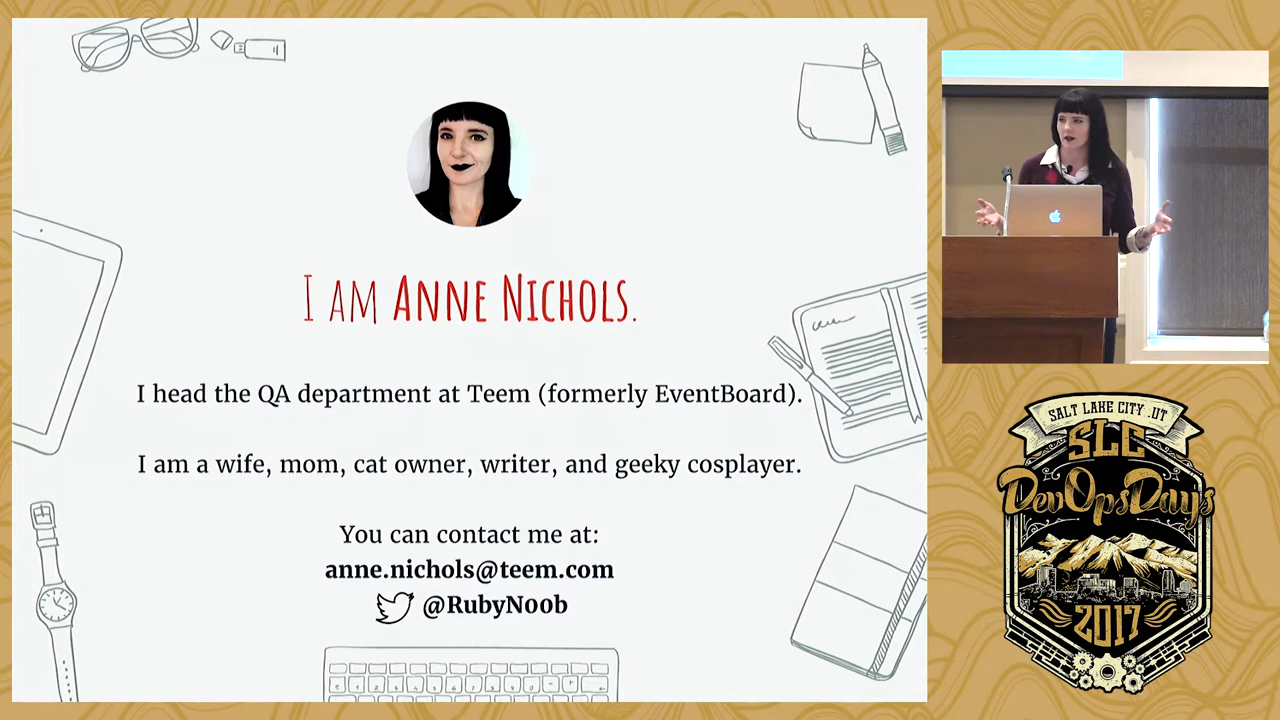 I AM ANNE NICHOLS.
I head the QA department at Teem (formerly EventBoard).
I am a wife, mom, cat owner, writer, and geeky cosplayer.
You can contact me at:
anne.nichols@teem.com
@RubyNoob
SALT LAKE CITY .UT
SLC
DevOpsDays
2017